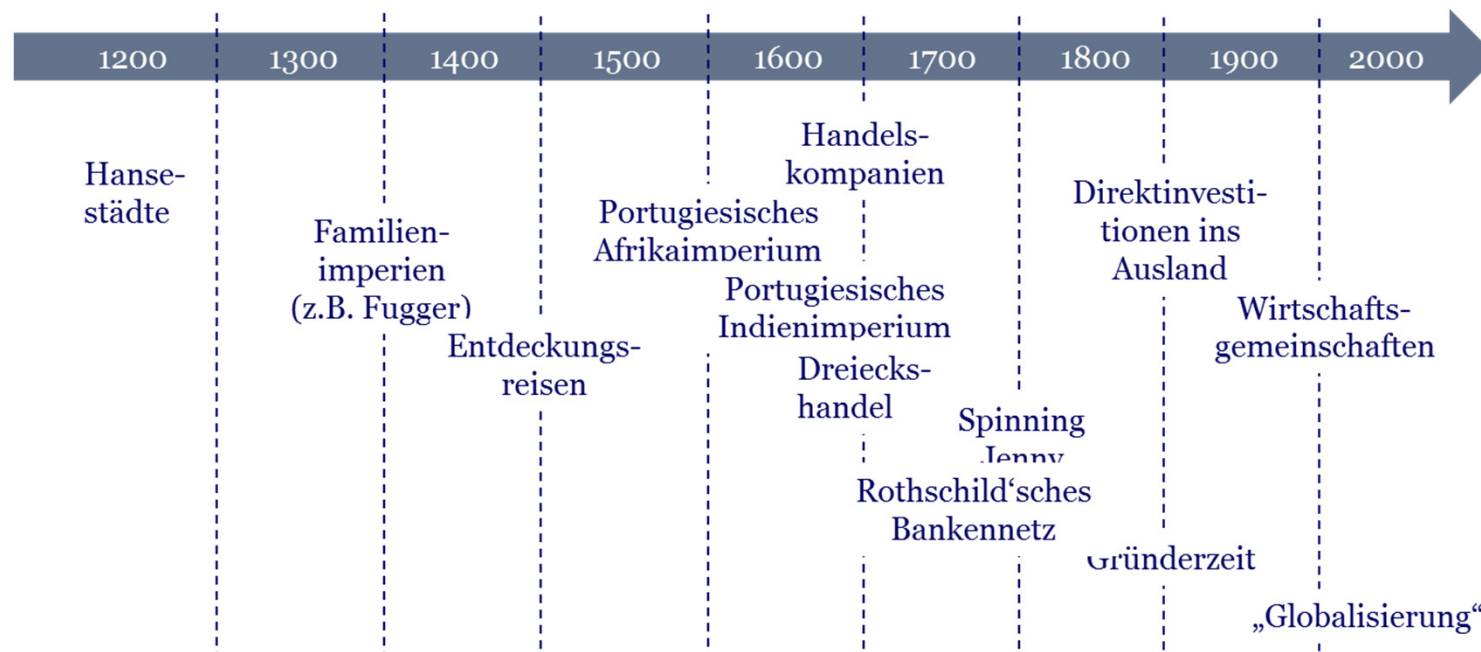 1200 1300 1400 1500 1600 1700 1800 1900 2000
Hanse-
städte
Familien-
imperien
(z.B. Fugger)
Entdeckungs-
reisen
Portugiesisches
Afrikaimperium
Handels-
kompanien
Portugiesisches
Indienimperium
Dreiecks-
handel
Spinning
Jenny
Rothschild‘sches
Bankennetz
Direktinvesti-
tionen ins
Ausland
Gründerzeit
Wirtschafts-
gemeinschaften
„Globalisierung“